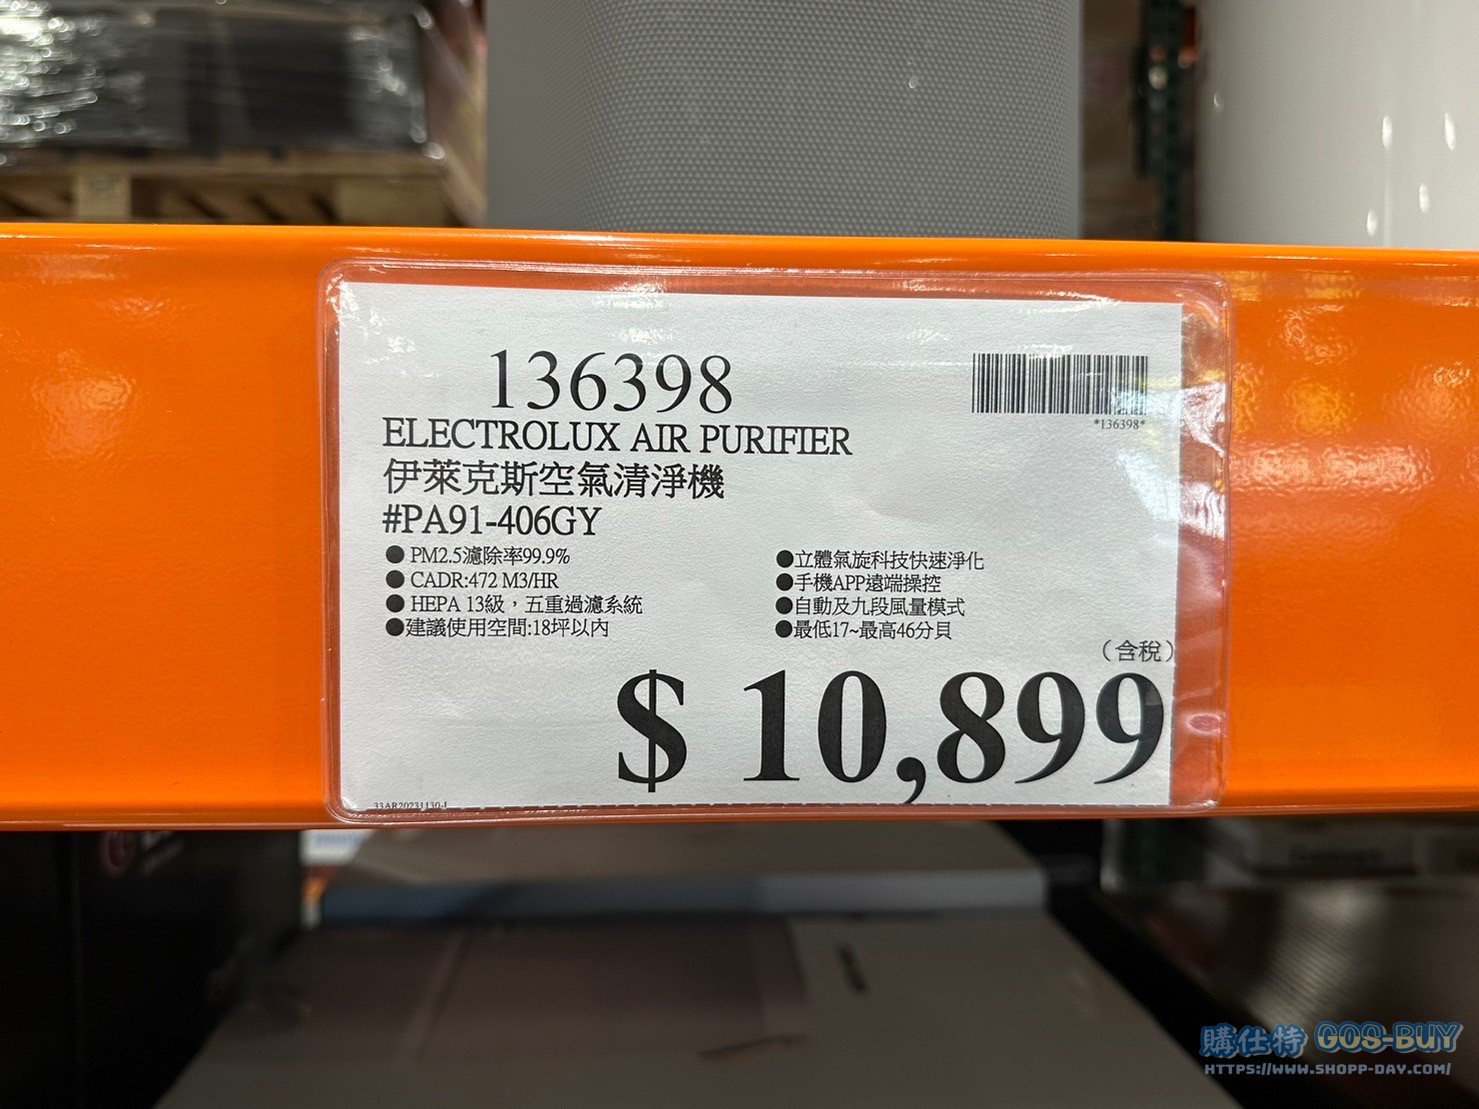 136398
*136398*
ELECTROLUX AIR PURIFIER
伊萊克斯空氣清淨機
#PA91-406GY
● PM2.5濾除率99.9%
● CADR:472 M3/HR
● HEPA 13級，五重過濾系統
●建議使用空間:18坪以內
●立體氣旋科技快速淨化
●手機APP遠端操控
●自動及九段風量模式
●最低17~最高46分貝
（含稅）
$ 10,899
33AR20231130-J
購仕特 GOS-BUY
HTTPS://WWW.SHOPP-DAY.COM/